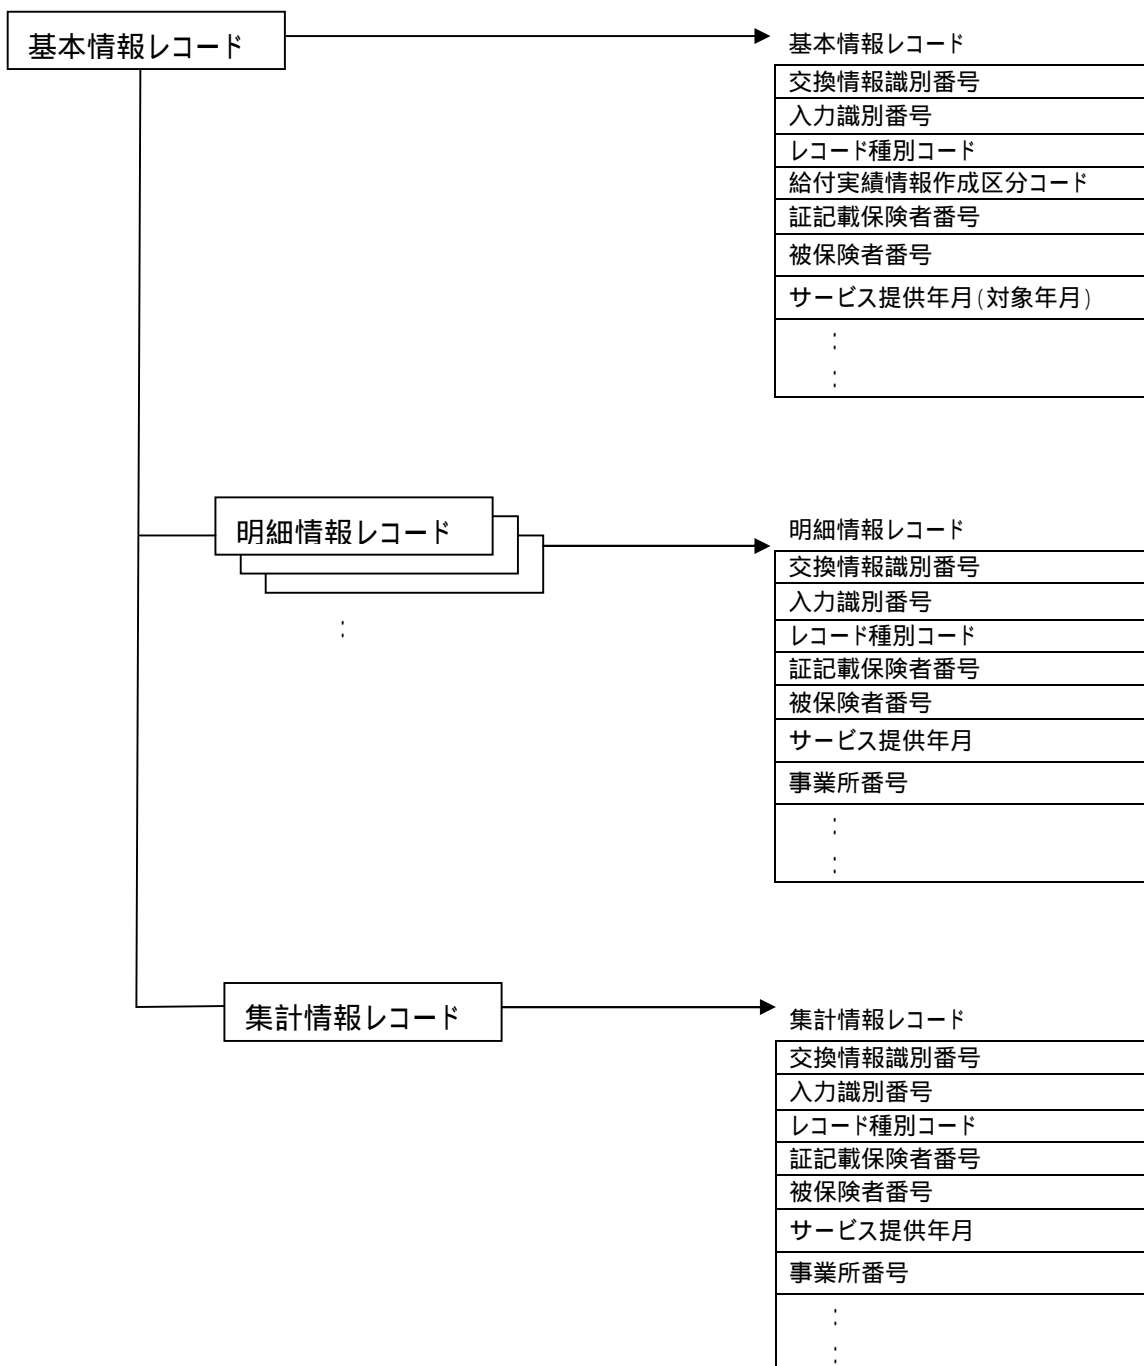 基本情報レコード
基本情報レコード
交換情報識別番号
入力識別番号
レコード種別コード
給付実績情報作成区分コード
証記載保険者番号
被保険者番号
サービス提供年月(対象年月)
:
:
明細情報レコード
:
明細情報レコード
交換情報識別番号
入力識別番号
レコード種別コード
証記載保険者番号
被保険者番号
サービス提供年月
事業所番号
:
:
集計情報レコード
集計情報レコード
交換情報識別番号
入力識別番号
レコード種別コード
証記載保険者番号
被保険者番号
サービス提供年月
事業所番号
:
: